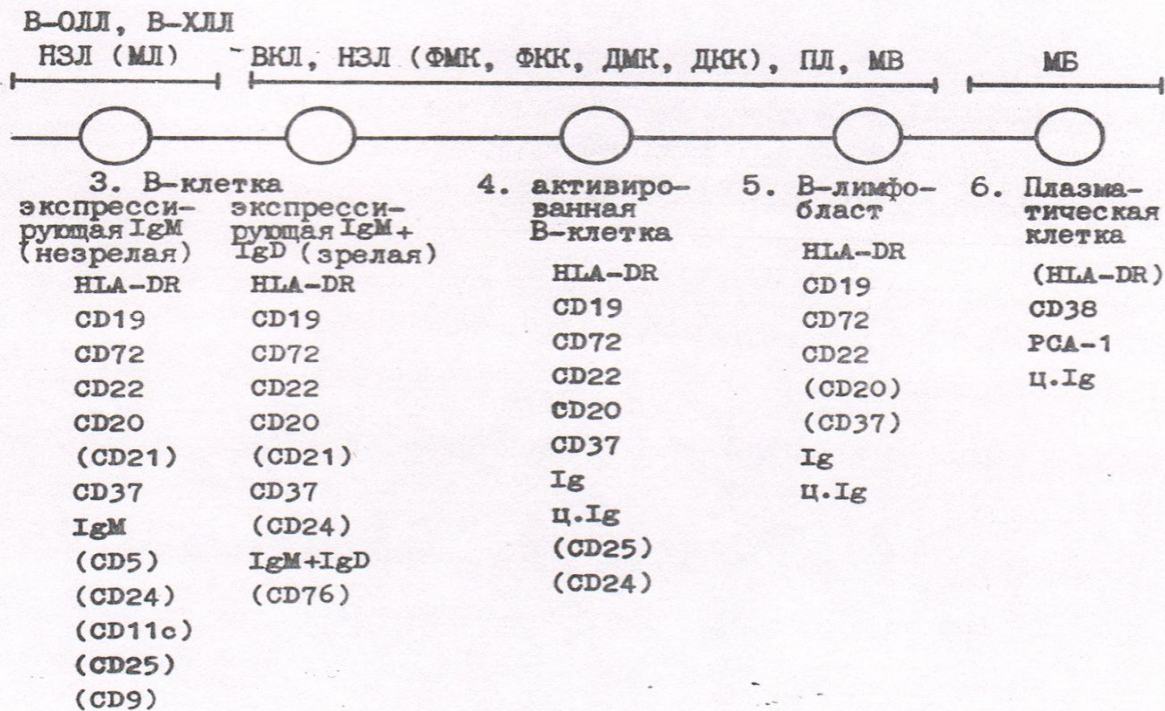 В-ОЛЛ, В-ХЛЛ
НЗЛ (МЛ)
ВКЛ, НЗЛ (ФМК, ФКК, ДМК, ДКК), ПЛ, МВ
МБ
3. В-клетка
экспресси-
рующая IgM
(незрелая)
HLA-DR
CD19
CD72
CD22
CD20
(CD21)
CD37
IgM
(CD5)
(CD24)
(CD11c)
(CD25)
(CD9)
экспресси-
рующая IgM+
IgD (зрелая)
HLA-DR
CD19
CD72
CD22
CD20
(CD21)
CD37
(CD24)
IgM+IgD
(CD76)
4. активиро-
ванная
В-клетка
HLA-DR
CD19
CD72
CD22
CD20
CD37
Ig
ц.Ig
(CD25)
(CD24)
5. В-лимфо-
бласт
HLA-DR
CD19
CD72
CD22
(CD20)
(CD37)
Ig
ц.Ig
6. Плазма-
тическая
клетка
(HLA-DR)
CD38
PCA-1
ц.Ig